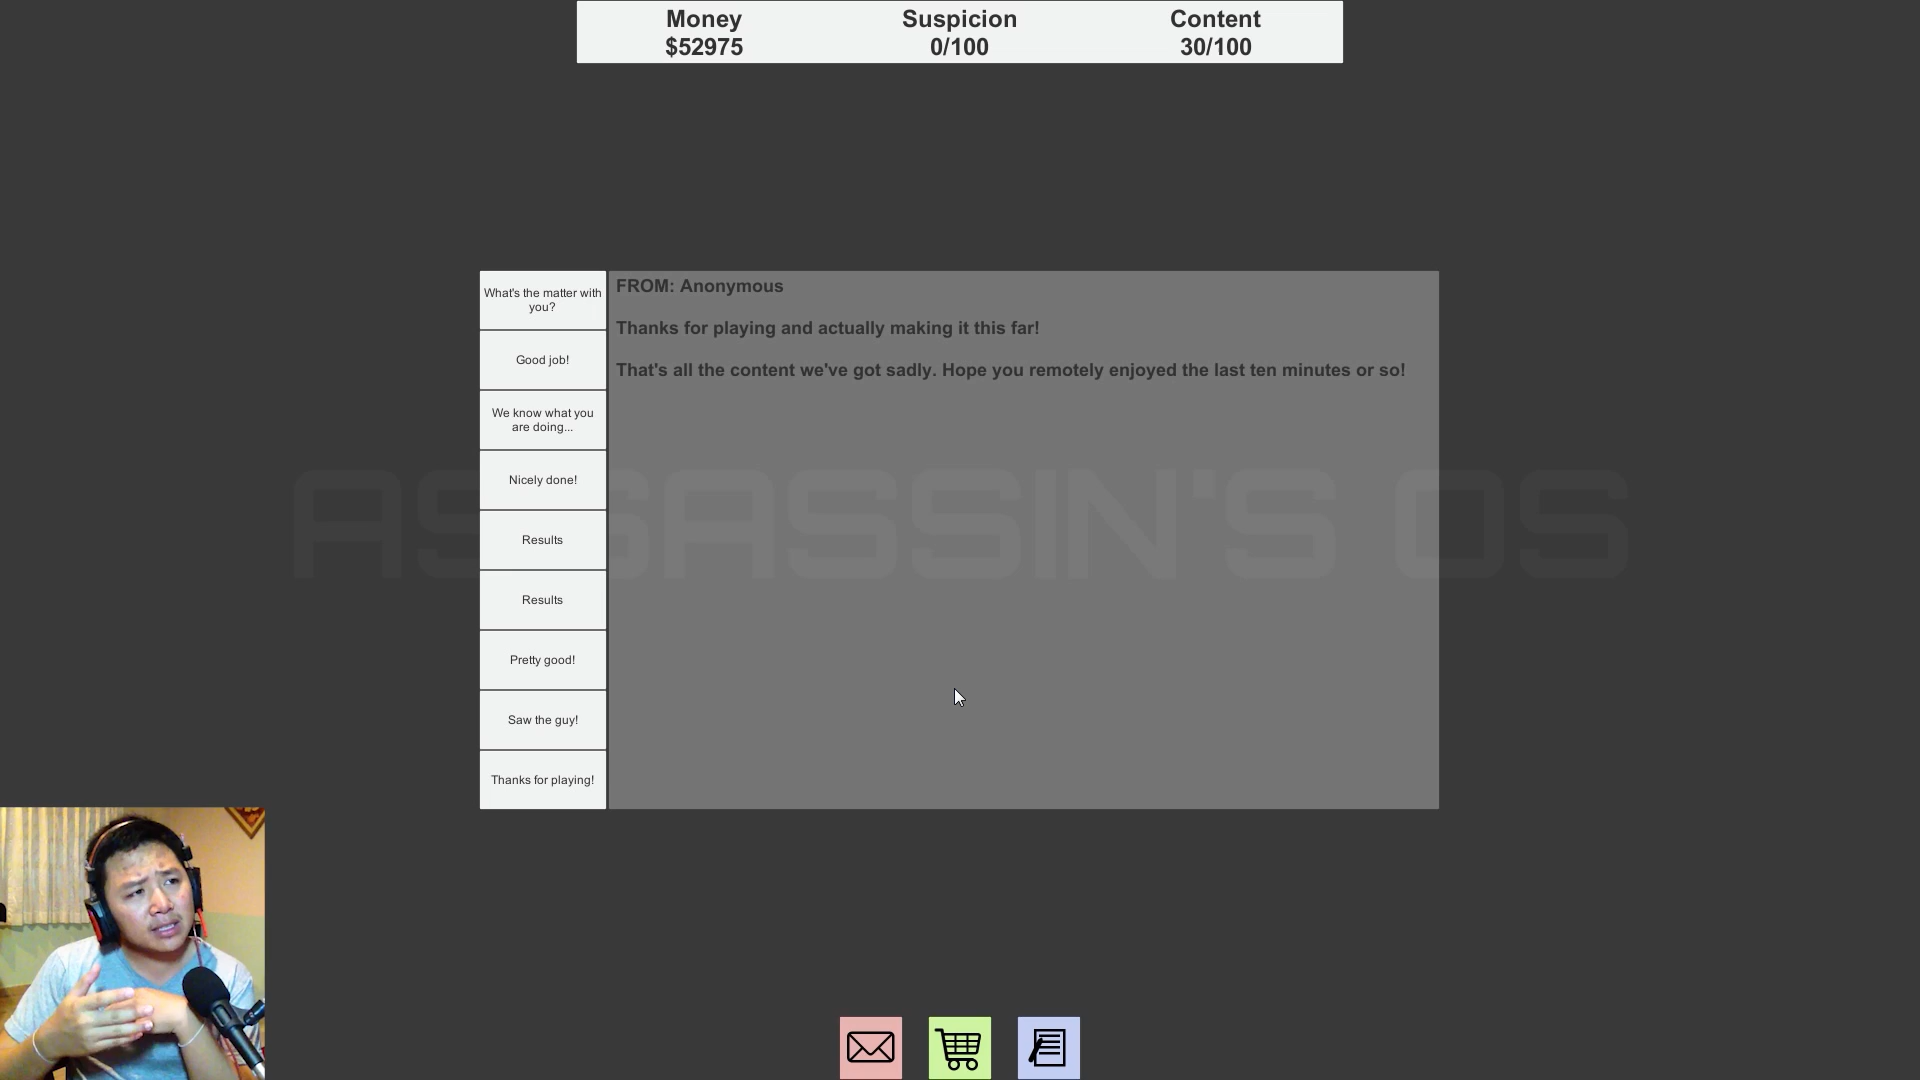 Money
Suspicion
Content
$52975
0/100
30/100
What's the matter with
you?
Good job!
We know what you
are doing...
Nicely done!
Results
Results
Pretty good!
Saw the guy!
Thanks for playing!
FROM: Anonymous
Thanks for playing and actually making it this far!
That's all the content we've got sadly. Hope you remotely enjoyed the last ten minutes or so!
ASSASSIN'S OS